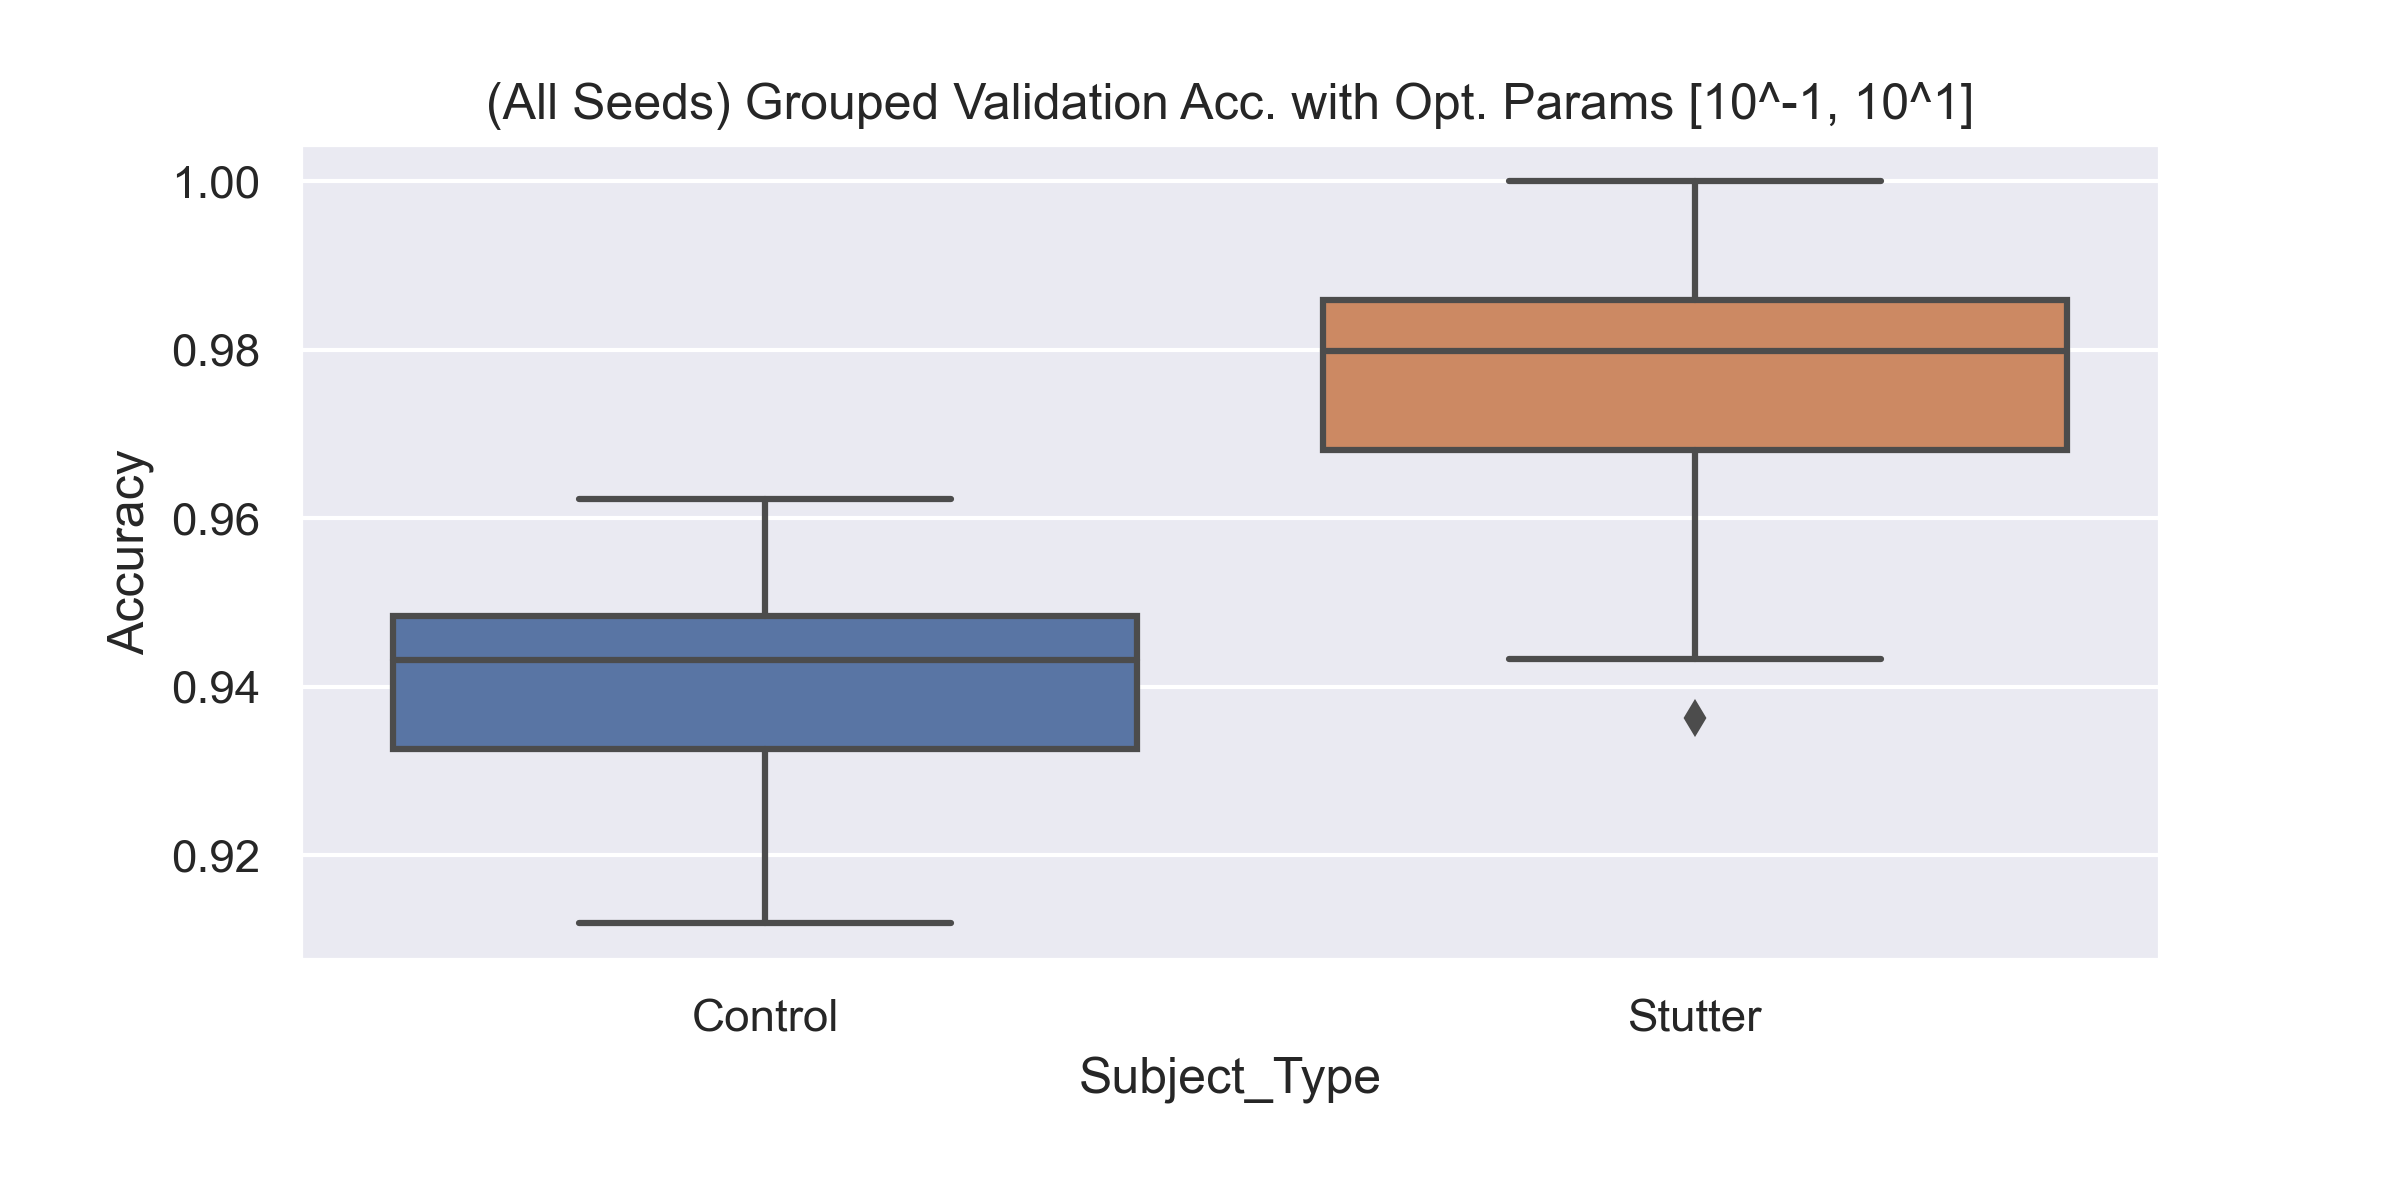 (All Seeds) Grouped Validation Acc. with Opt. Params [10^-1, 10^1]
1.00
0.98
0.96
0.94
0.92
Accuracy
Control
Stutter
Subject_Type